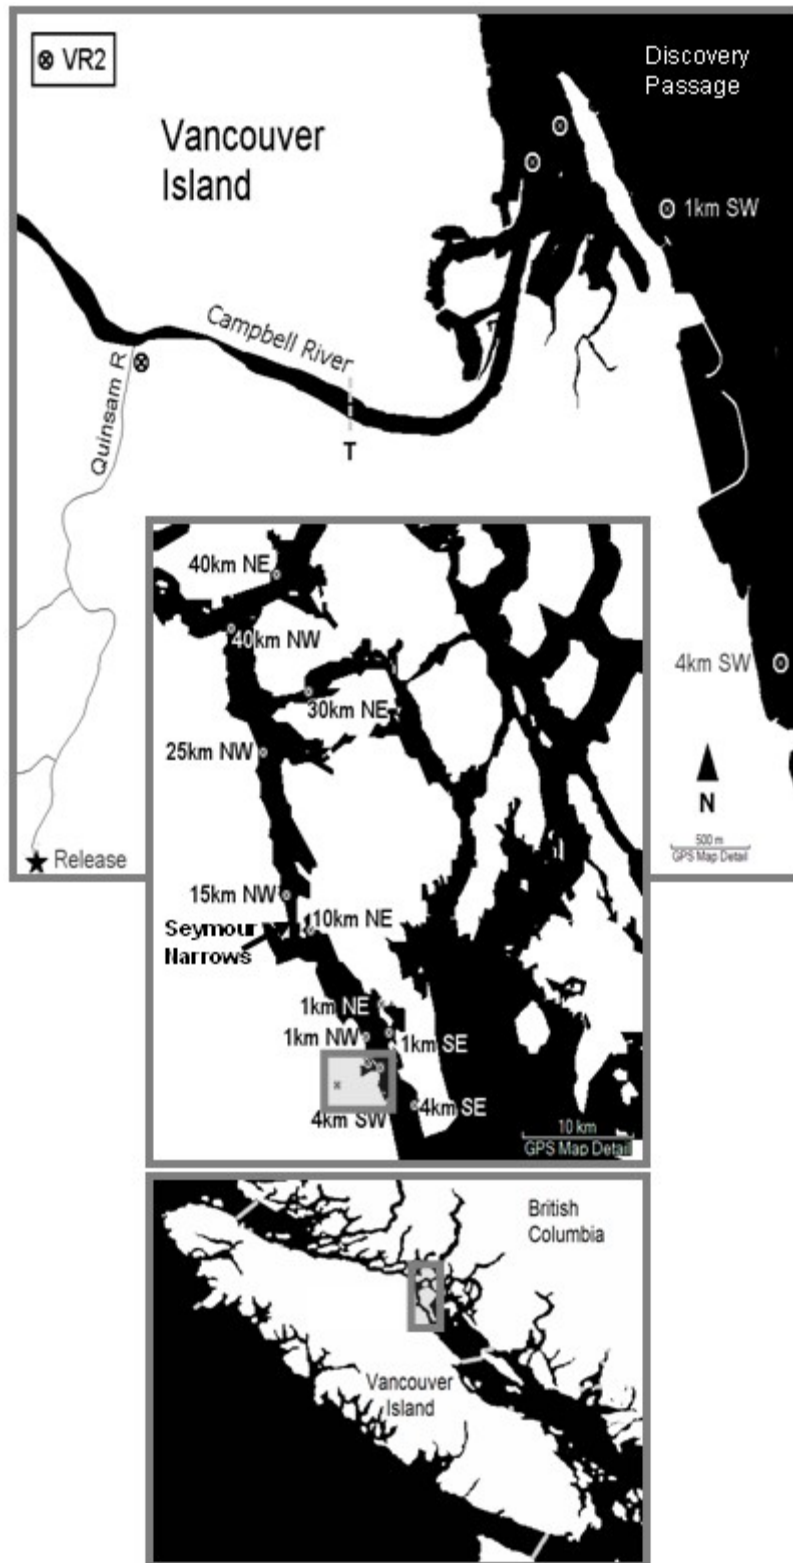 VR2
Discovery
Passage
Vancouver
Island
1km SW
Campbell River
Quinsam R
T
4km SW
N
500 m
GPS Map Detail
Release
40km NE
40km NW
30km NE
25km NW
15km NW
10km NE
Seymour
Narrows
1km NE
1km NW
1km SE
4km SW
4km SE
10 km
GPS Map Detail
British
Columbia
Vancouver
Island